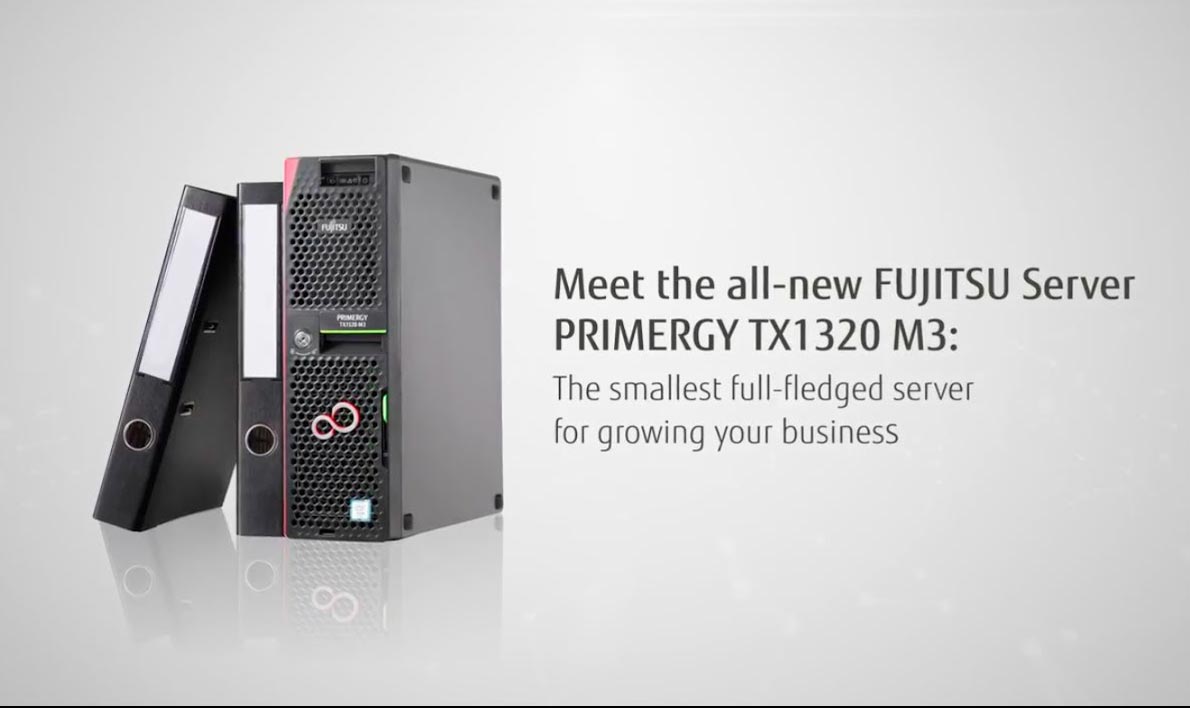 FUJITSU
PRIMERGY
TX1320 M3
Meet the all-new FUJITSU Server
PRIMERGY TX1320 M3:
The smallest full-fledged server
for growing your business